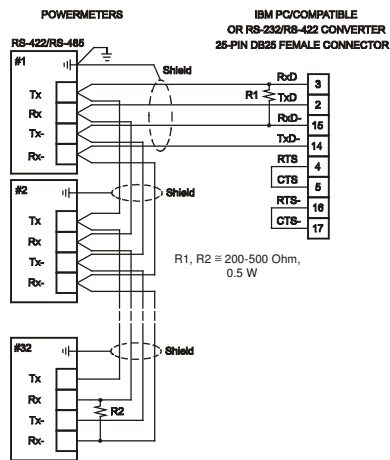 POWERMETERS
IBM PC/COMPATIBLE
OR RS-232/RS-422 CONVERTER
25-PIN DB25 FEMALE CONNECTOR
RS-422/RS-485
#1
Shield
Tx
Rx
Tx-
Rx-
R1
RxD 3
TxD 2
RxD- 15
TxD- 14
RTS 4
CTS 5
RTS- 16
CTS- 17
#2
Shield
Tx
Rx
Tx-
Rx-
R1, R2 ≅ 200-500 Ohm,
0.5 W
#32
Shield
Tx
Rx
Tx-
Rx-
R2